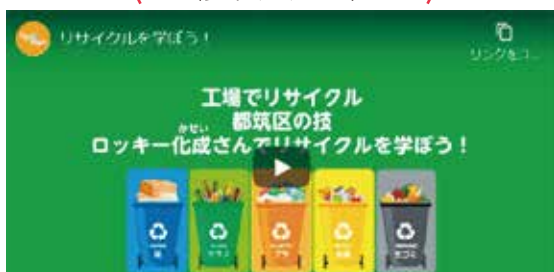 リサイクルを学ぼう！
リンクをコ...
工場でリサイクル
都筑区の技
かせい
ロッキー化成さんでリサイクルを学ぼう！